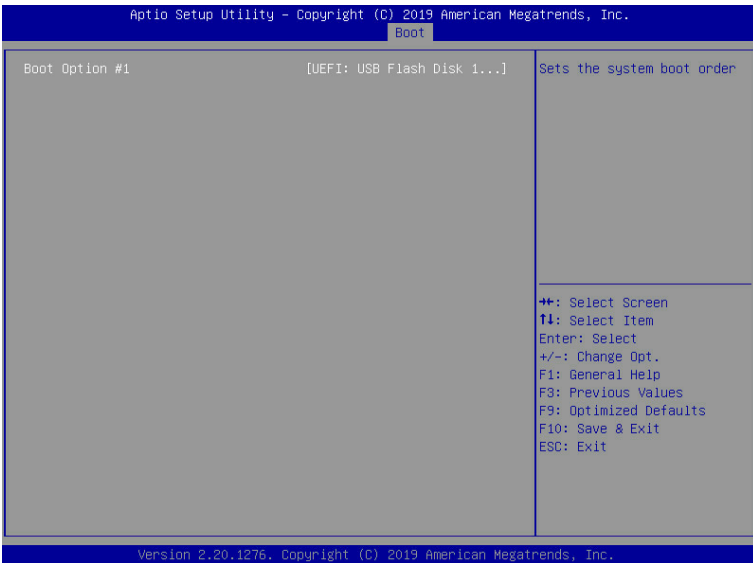 Aptio Setup Utility – Copyright (C) 2019 American Megatrends, Inc.
Boot
Boot Option #1 [UEFI: USB Flash Disk 1...]
Sets the system boot order
→←: Select Screen
↑↓: Select Item
Enter: Select
+/-: Change Opt.
F1: General Help
F3: Previous Values
F9: Optimized Defaults
F10: Save & Exit
ESC: Exit
Version 2.20.1276. Copyright (C) 2019 American Megatrends, Inc.